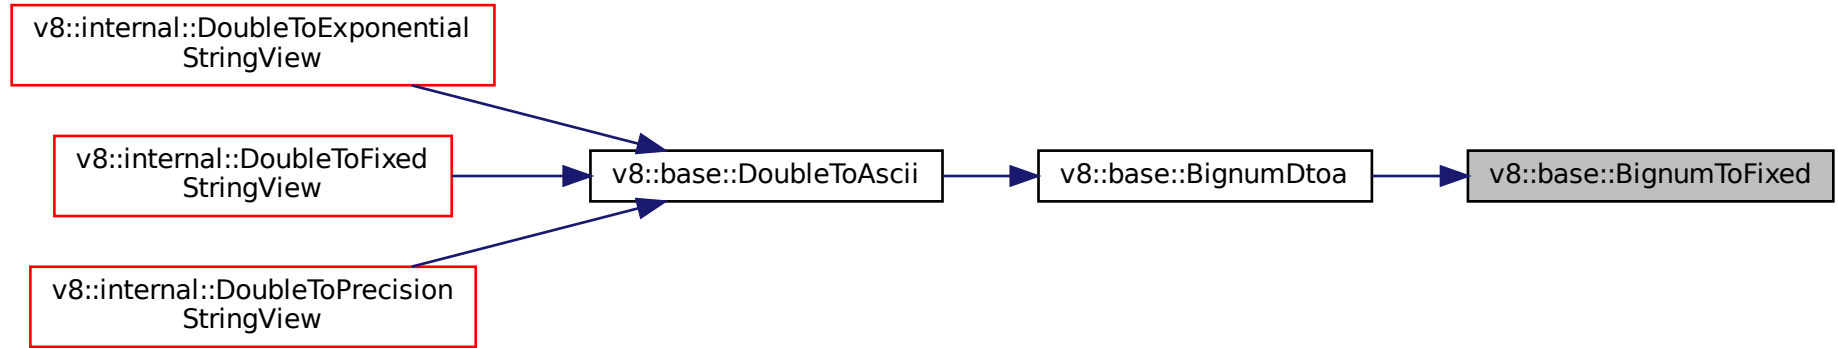 v8::internal::DoubleToExponential
StringView
v8::internal::DoubleToFixed
StringView
v8::internal::DoubleToPrecision
StringView
v8::base::DoubleToAscii
v8::base::BignumDtoa
v8::base::BignumToFixed